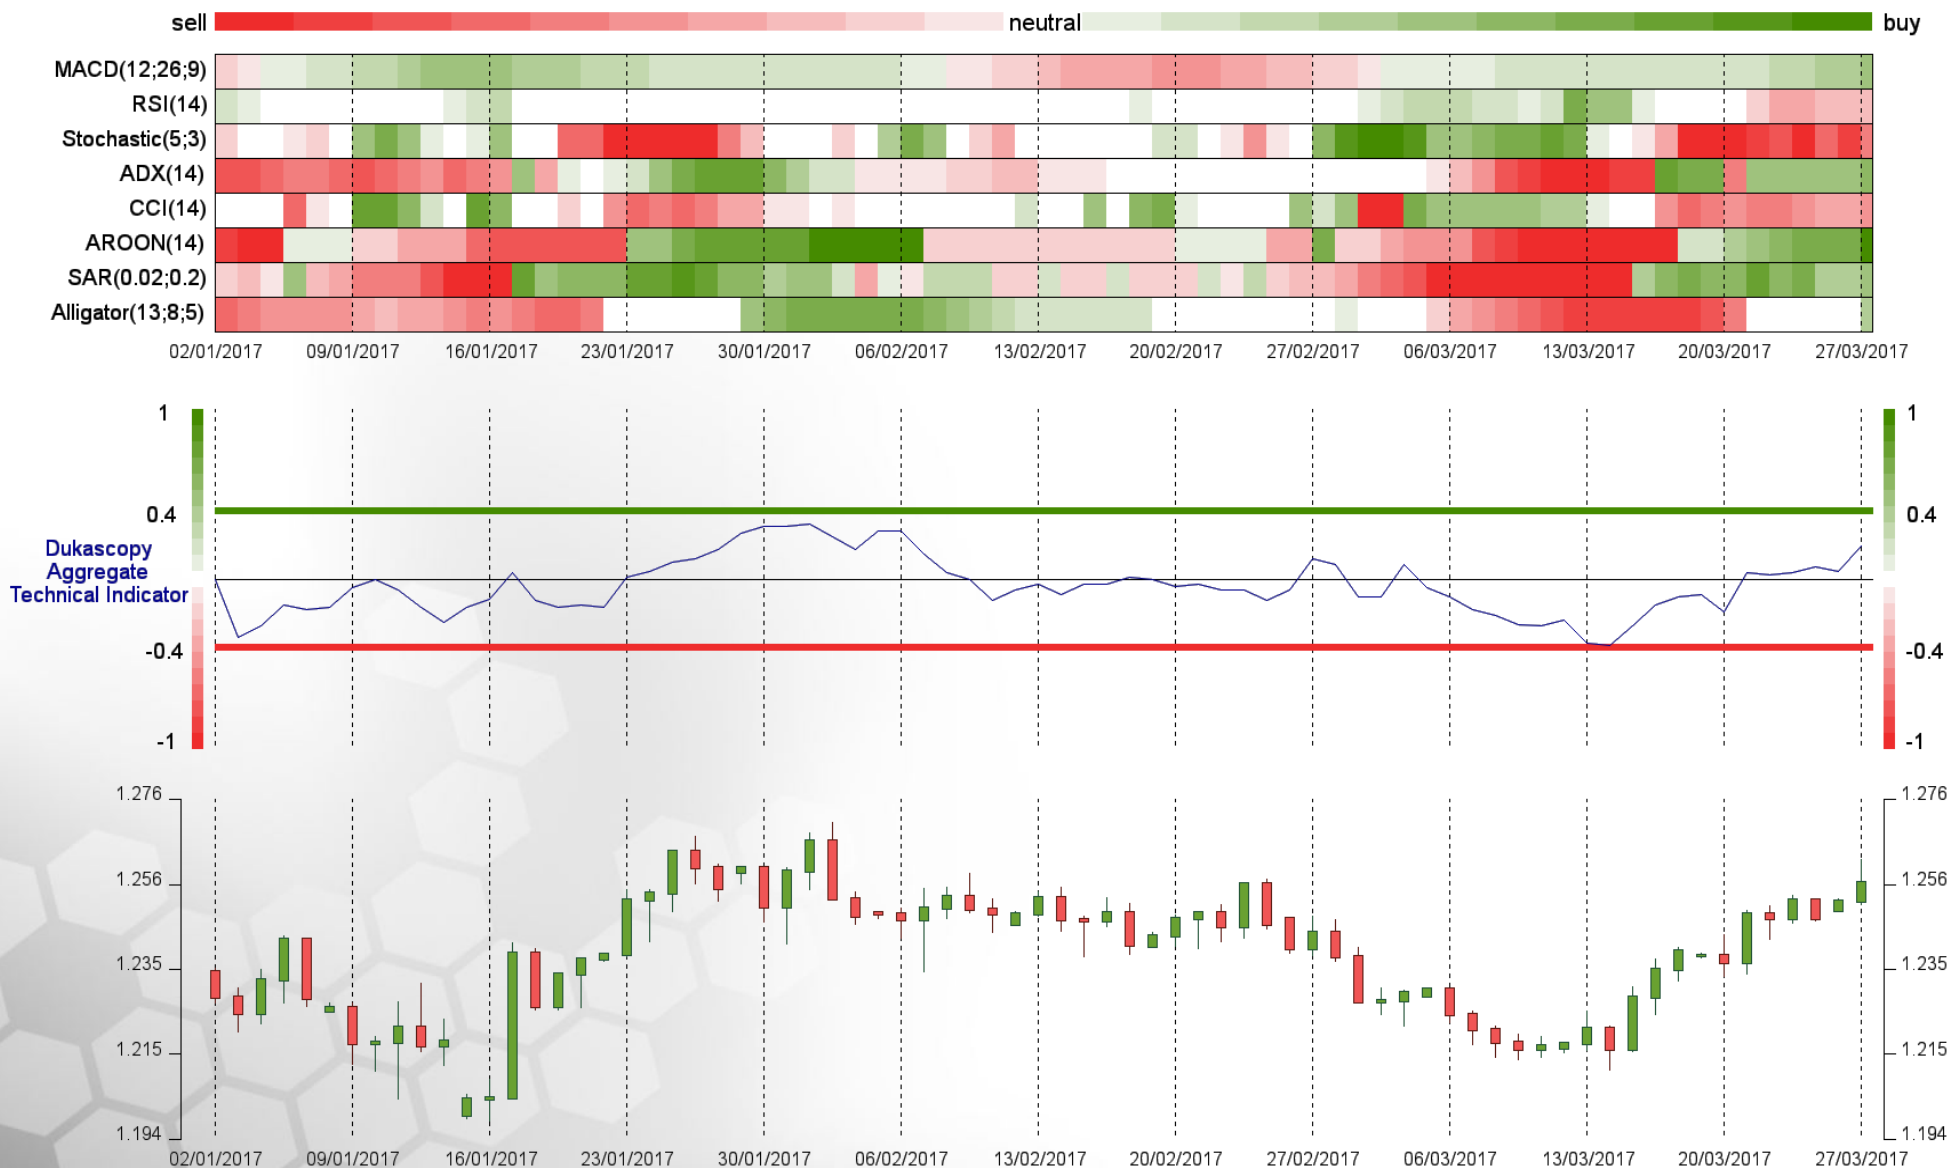 sell neutral buy
MACD(12;26;9)
RSI(14)
Stochastic(5;3)
ADX(14)
CCI(14)
AROON(14)
SAR(0.02;0.2)
Alligator(13;8;5)
02/01/2017 09/01/2017 16/01/2017 23/01/2017 30/01/2017 06/02/2017 13/02/2017 20/02/2017 27/02/2017 06/03/2017 13/03/2017 20/03/2017 27/03/2017
1 1
0.4 0.4
Dukascopy
Aggregate
Technical Indicator
-0.4 -0.4
-1 -1
1.276 1.276
1.256 1.256
1.235 1.235
1.215 1.215
1.194 1.194
02/01/2017 09/01/2017 16/01/2017 23/01/2017 30/01/2017 06/02/2017 13/02/2017 20/02/2017 27/02/2017 06/03/2017 13/03/2017 20/03/2017 27/03/2017